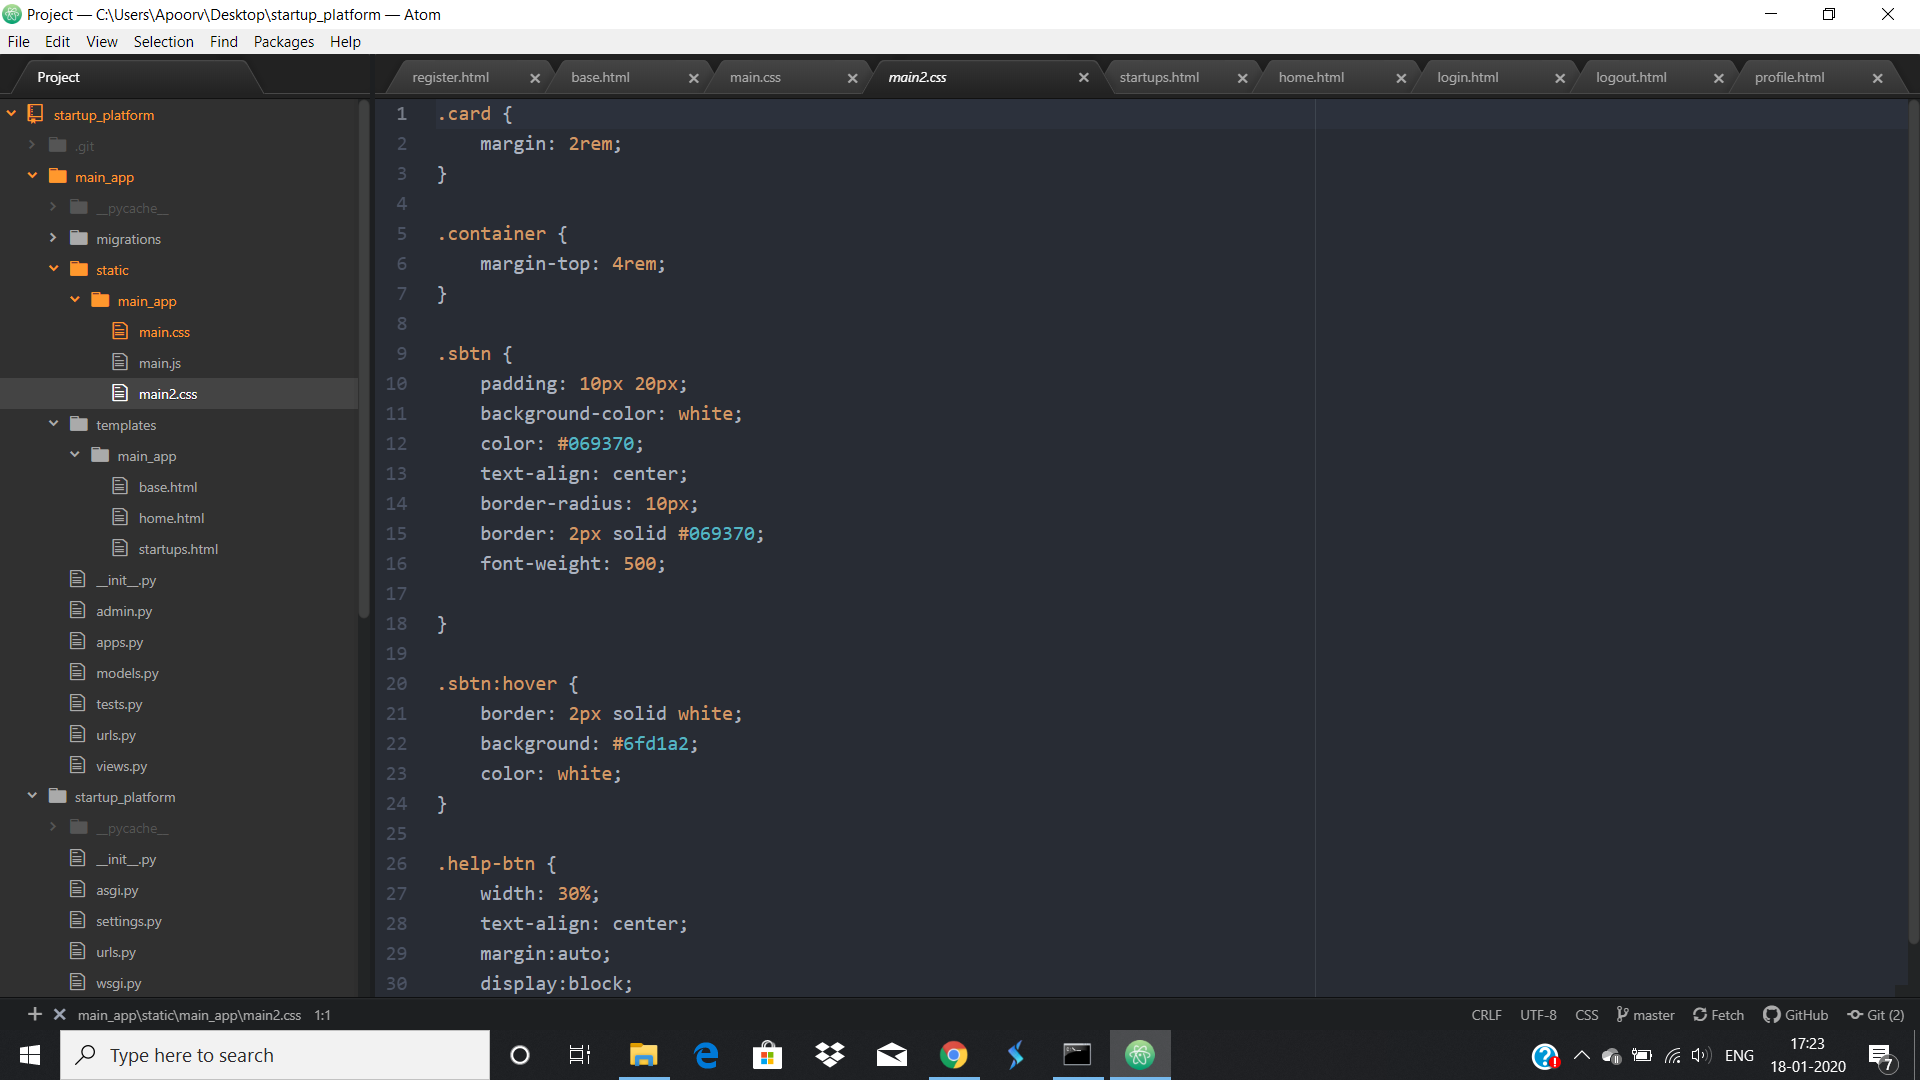 Project — C:\Users\Apoorv\Desktop\startup_platform — Atom
File Edit View Selection Find Packages Help
Project
register.html base.html main.css main2.css startups.html home.html login.html logout.html profile.html
startup_platform
.git
main_app
__pycache__
migrations
static
main_app
main.css
main.js
main2.css
templates
main_app
base.html
home.html
startups.html
__init__.py
admin.py
apps.py
models.py
tests.py
urls.py
views.py
startup_platform
__pycache__
__init__.py
asgi.py
settings.py
urls.py
wsgi.py
1 .card {
2 margin: 2rem;
3 }
4
5 .container {
6 margin-top: 4rem;
7 }
8
9 .sbtn {
10 padding: 10px 20px;
11 background-color: white;
12 color: #069370;
13 text-align: center;
14 border-radius: 10px;
15 border: 2px solid #069370;
16 font-weight: 500;
17
18 }
19
20 .sbtn:hover {
21 border: 2px solid white;
22 background: #6fd1a2;
23 color: white;
24 }
25
26 .help-btn {
27 width: 30%;
28 text-align: center;
29 margin:auto;
30 display:block;
main_app\static\main_app\main2.css 1:1 CRLF UTF-8 CSS master Fetch GitHub Git (2)
Type here to search
ENG
17:23
18-01-2020
7